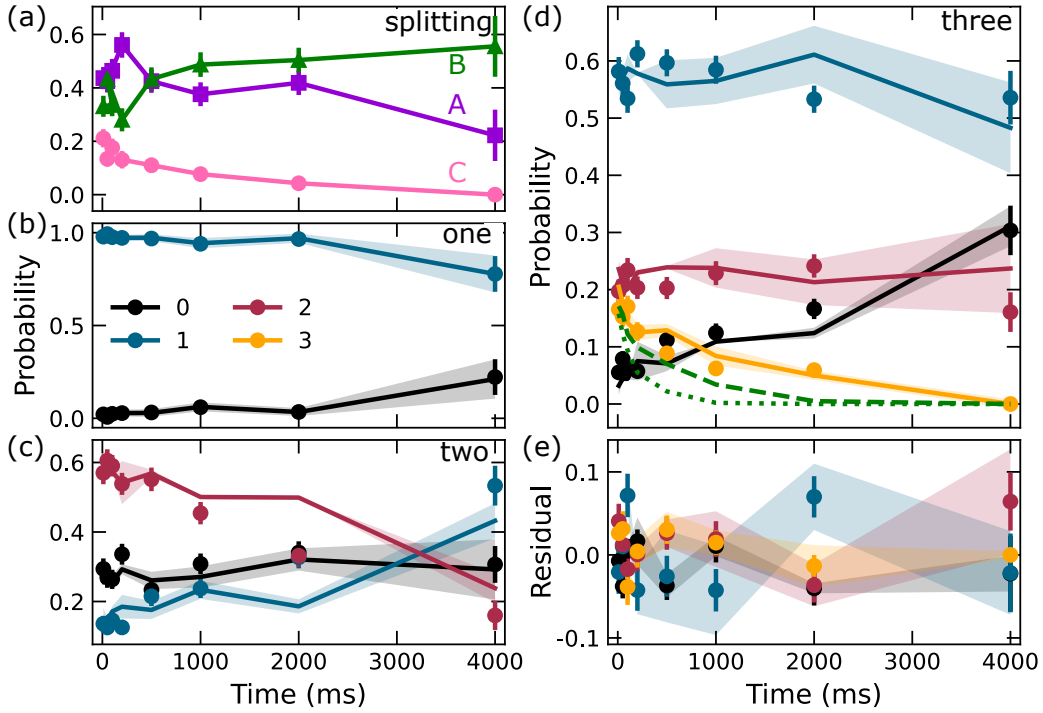 (a)
splitting
0.6
0.4
0.2
0.0
B
A
C
(b)
one
1.0
0.5
0.0
0
1
2
3
Probability
(c)
two
0.6
0.4
0.2
0
1000
2000
3000
4000
Time (ms)
(d)
three
0.6
0.5
0.4
0.3
0.2
0.1
0.0
Probability
(e)
0.1
0.0
-0.1
Residual
0
1000
2000
3000
4000
Time (ms)